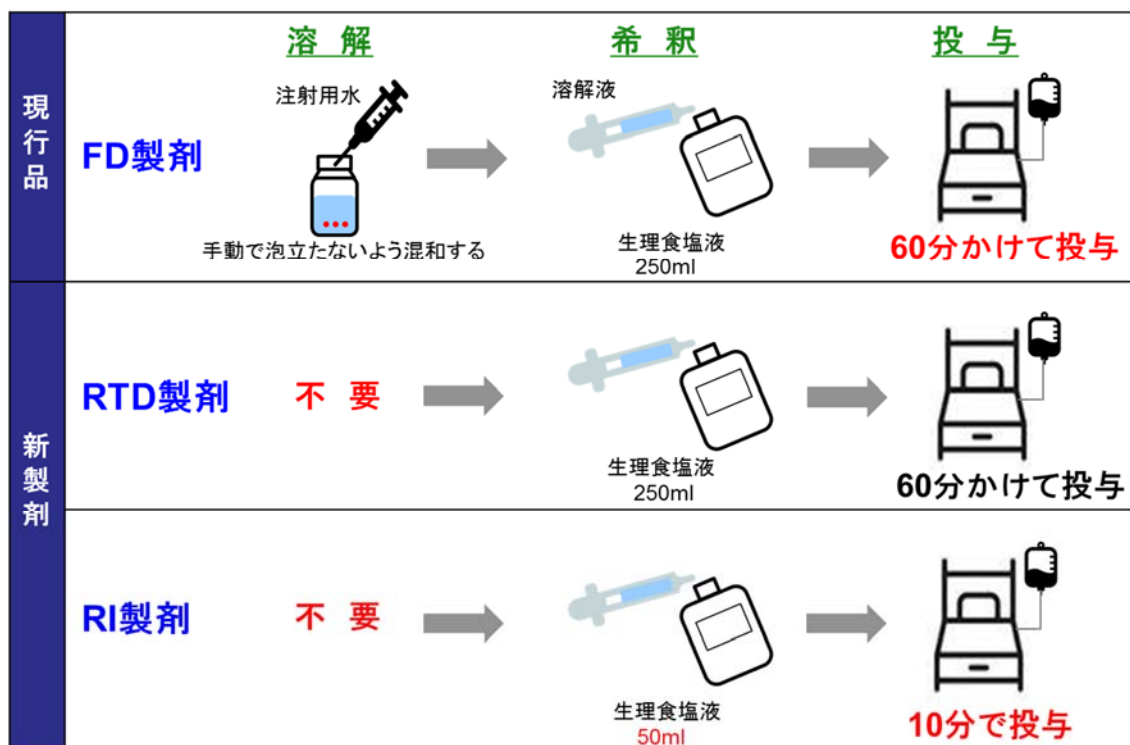 溶 解
希 釈
投 与
現行品
FD製剤
注射用水
手動で泡立たないよう混和する
溶解液
生理食塩液
250ml
60分かけて投与
新製剤
RTD製剤
不 要
生理食塩液
250ml
60分かけて投与
RI製剤
不 要
生理食塩液
50ml
10分で投与